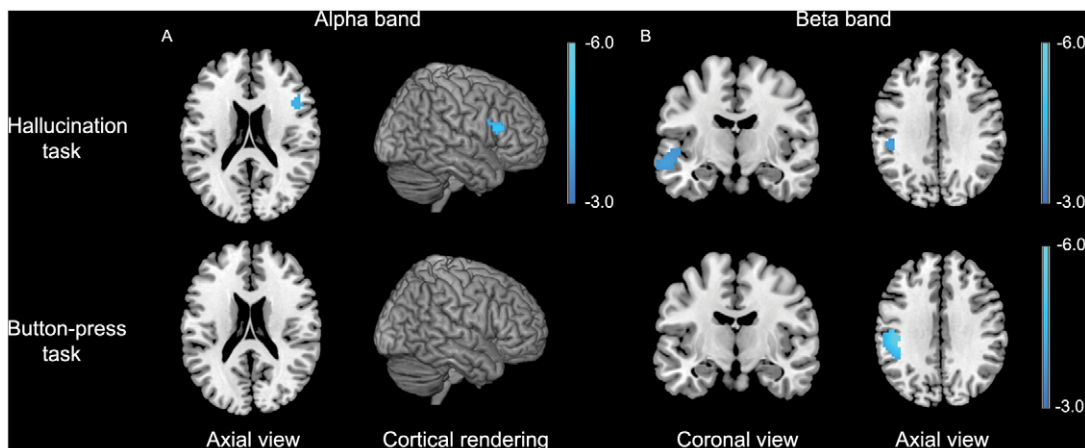 Alpha band
Beta band
A
B
-6.0
-6.0
Hallucination
task
-3.0
-3.0
-6.0
Button-press
task
-3.0
Axial view
Cortical rendering
Coronal view
Axial view